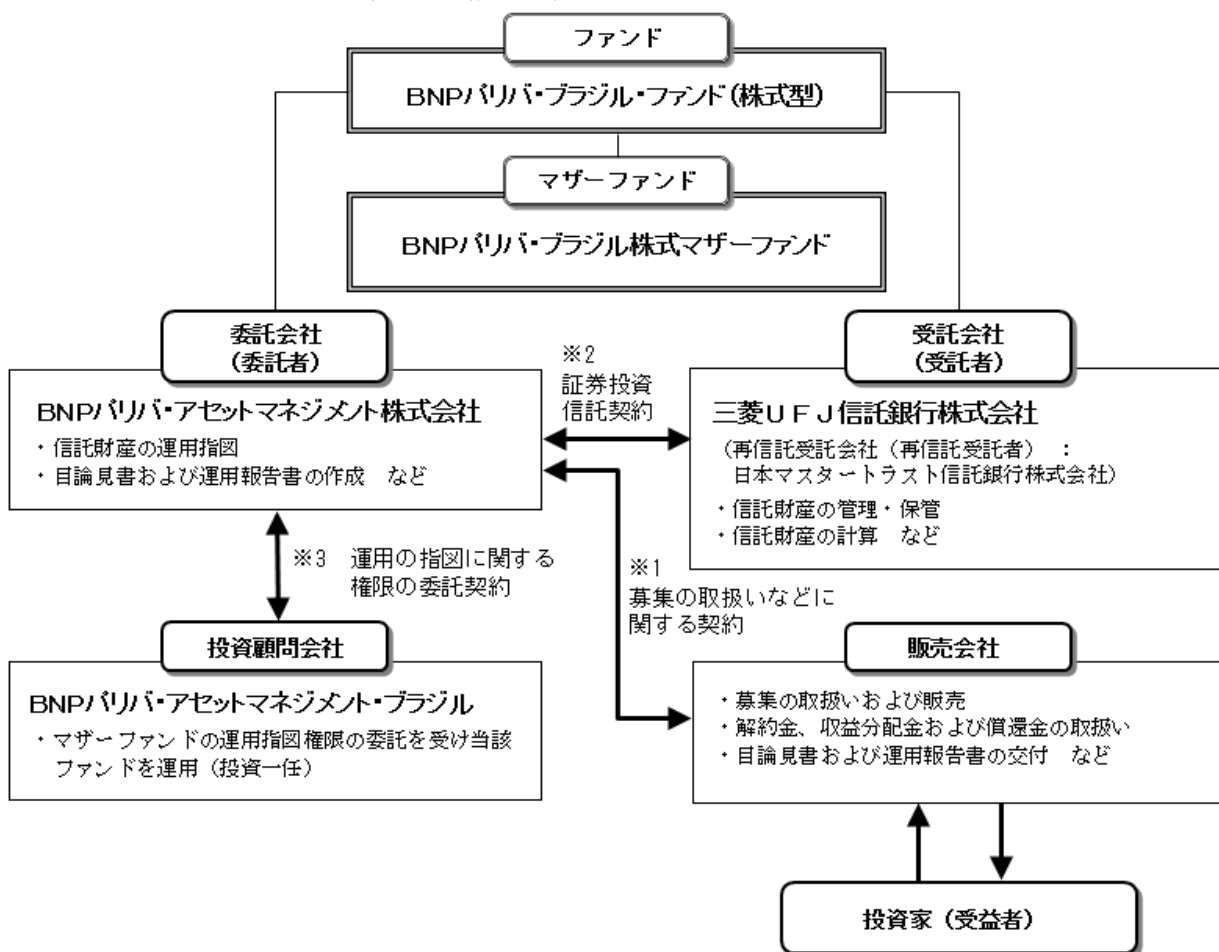 ファンド
BNPパリバ・ブラジル・ファンド(株式型)
マザーファンド
BNPパリバ・ブラジル株式マザーファンド
委託会社
(委託者)
BNPパリバ・アセットマネジメント株式会社
・信託財産の運用指図
・目論見書および運用報告書の作成 など
※2
証券投資
信託契約
受託会社
(受託者)
三菱UFJ信託銀行株式会社
(再信託受託会社(再信託受託者) :
日本マスタートラスト信託銀行株式会社)
・信託財産の管理・保管
・信託財産の計算 など
※3 運用の指図に関する
権限の委託契約
※1
募集の取扱いなどに
関する契約
投資顧問会社
BNPパリバ・アセットマネジメント・ブラジル
・マザーファンドの運用指図権限の委託を受け当該
ファンドを運用(投資一任)
販売会社
・募集の取扱いおよび販売
・解約金、収益分配金および償還金の取扱い
・目論見書および運用報告書の交付 など
投資家(受益者)